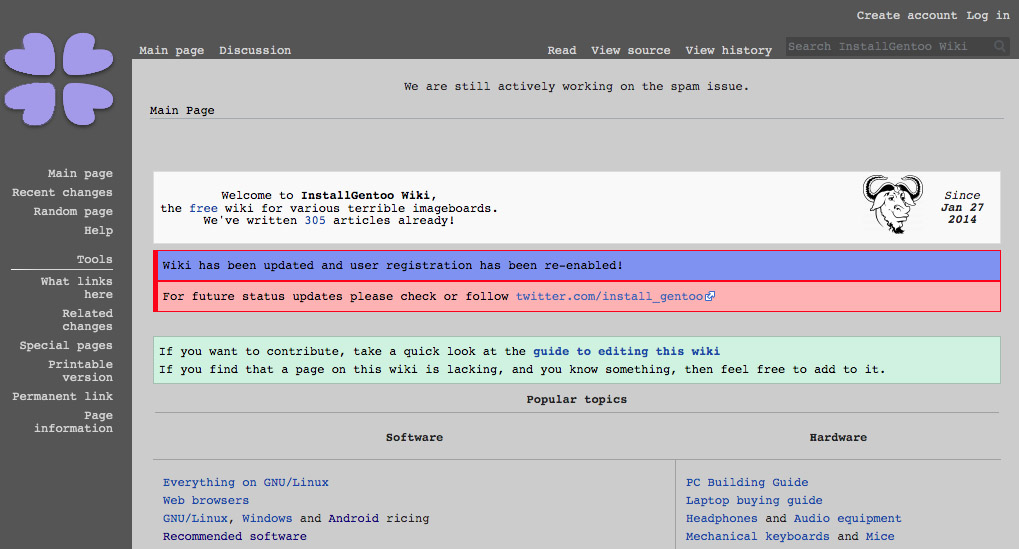 Create account Log in
Main page Discussion Read View source View history Search InstallGentoo Wiki
We are still actively working on the spam issue.
Main Page
Main page
Recent changes
Random page
Help
Tools
What links
here
Related
changes
Special pages
Printable
version
Permanent link
Page
information
Welcome to InstallGentoo Wiki,
the free wiki for various terrible imageboards.
We've written 305 articles already!
Since
Jan 27
2014
Wiki has been updated and user registration has been re-enabled!
For future status updates please check or follow twitter.com/install_gentoo
If you want to contribute, take a quick look at the guide to editing this wiki
If you find that a page on this wiki is lacking, and you know something, then feel free to add to it.
Popular topics
Software
Everything on GNU/Linux
Web browsers
GNU/Linux, Windows and Android ricing
Recommended software
Hardware
PC Building Guide
Laptop buying guide
Headphones and Audio equipment
Mechanical keyboards and Mice